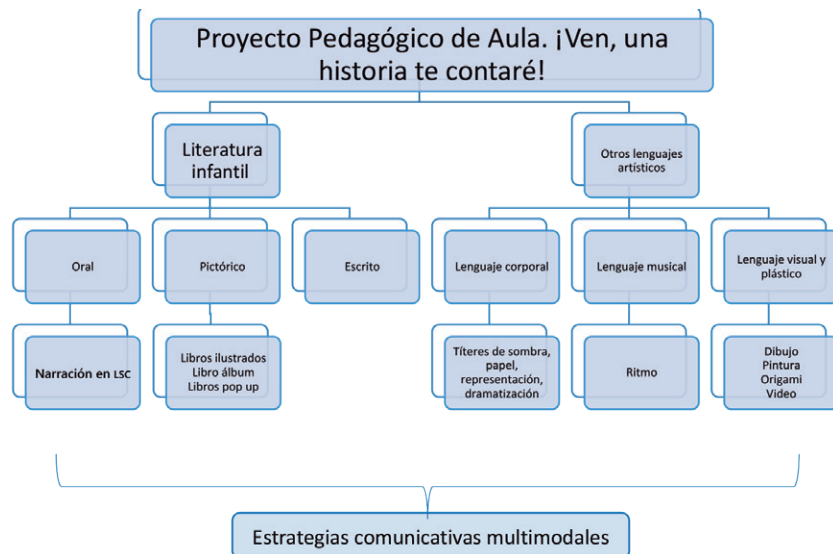 Proyecto Pedagógico de Aula. ¡Ven, una
historia te contaré!
Literatura
infantil
Otros lenguajes
artísticos
Oral
Pictórico
Escrito
Lenguaje corporal
Lenguaje musical
Lenguaje visual y
plástico
Narración en LSC
Libros ilustrados
Libro álbum
Libros pop up
Títeres de sombra,
papel,
representación,
dramatización
Ritmo
Dibujo
Pintura
Origami
Video
Estrategias comunicativas multimodales